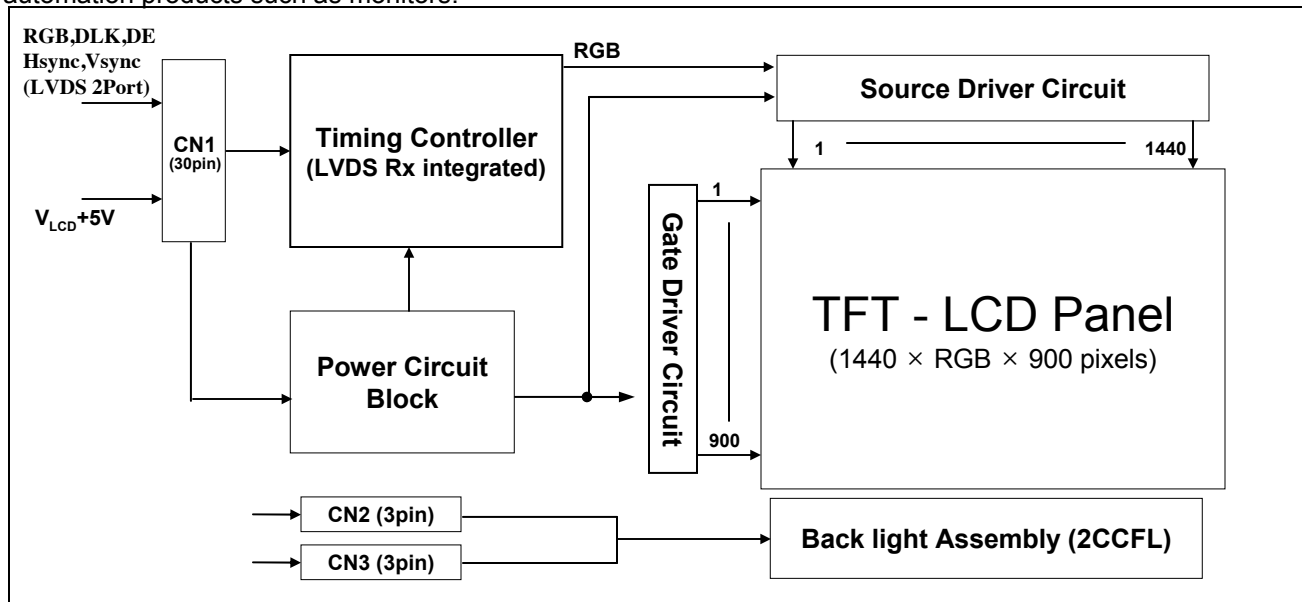 automation products such as monitors.
RGB,DLK,DE
Hsync,Vsync
(LVDS 2Port)
CN1
(30pin)
V_LCD+5V
Timing Controller
(LVDS Rx integrated)
RGB
Source Driver Circuit
1
1440
Power Circuit
Block
Gate Driver Circuit
1
900
TFT - LCD Panel
(1440 × RGB × 900 pixels)
CN2 (3pin)
CN3 (3pin)
Back light Assembly (2CCFL)